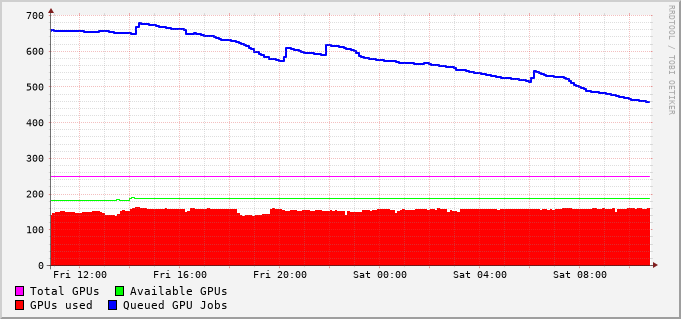 700
600
500
400
300
200
100
0
Fri 12:00 Fri 16:00 Fri 20:00 Sat 00:00 Sat 04:00 Sat 08:00
Total GPUs Available GPUs
GPUs used Queued GPU Jobs
RRDTOOL / TOBI OETIKER